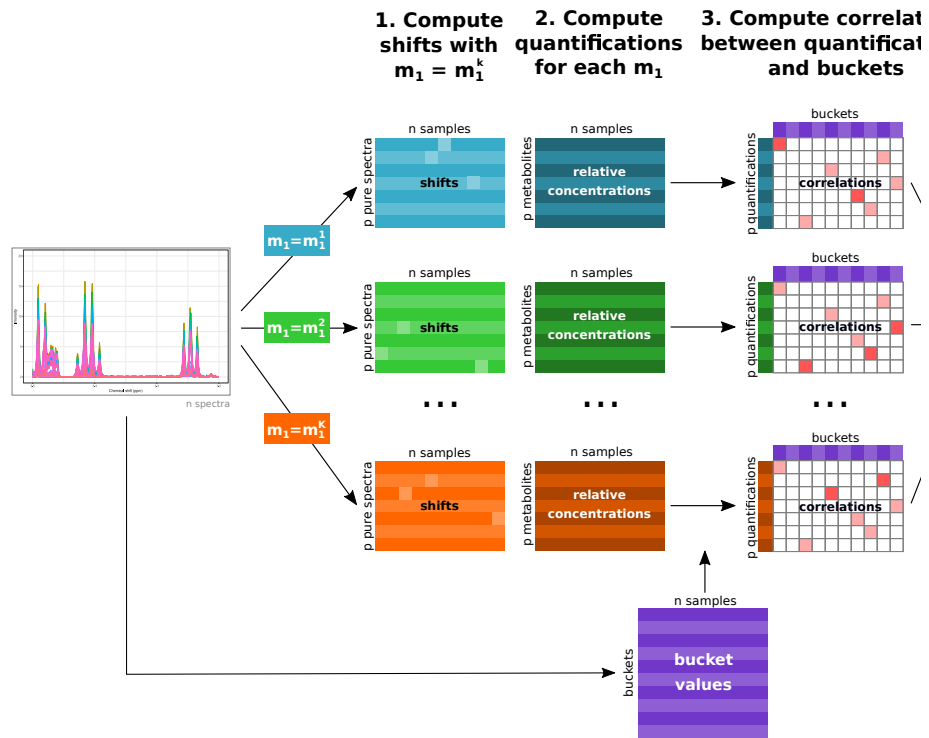 1. Compute
shifts with
m₁ = m₁ᵏ
2. Compute
quantifications
for each m₁
3. Compute correlat
between quantificat
and buckets
n samples
p pure spectra
shifts
n samples
p metabolites
relative
concentrations
buckets
p quantifications
correlations
m₁=m₁¹
Chemical shift (ppm)
n spectra
m₁=m₁²
n samples
p pure spectra
shifts
n samples
p metabolites
relative
concentrations
buckets
p quantifications
correlations
...
...
...
m₁=m₁ᴷ
n samples
p pure spectra
shifts
n samples
p metabolites
relative
concentrations
buckets
p quantifications
correlations
n samples
buckets
bucket
values